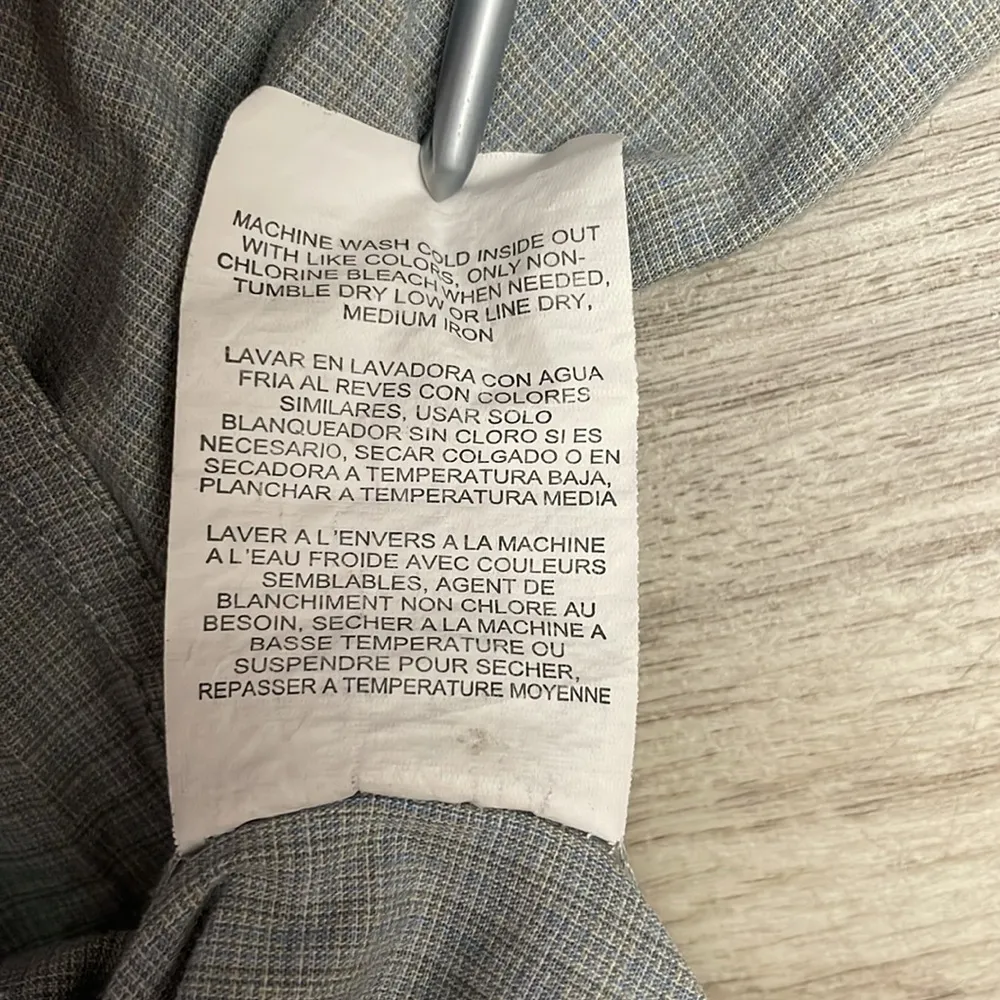 MACHINE WASH COLD INSIDE OUT
WITH LIKE COLORS, ONLY NON-
CHLORINE BLEACH WHEN NEEDED,
TUMBLE DRY LOW OR LINE DRY,
MEDIUM IRON
LAVAR EN LAVADORA CON AGUA
FRIA AL REVES CON COLORES
SIMILARES, USAR SOLO
BLANQUEADOR SIN CLORO SI ES
NECESARIO, SECAR COLGADO O EN
SECADORA A TEMPERATURA BAJA,
PLANCHAR A TEMPERATURA MEDIA
LAVER A L'ENVERS A LA MACHINE
A L'EAU FROIDE AVEC COULEURS
SEMBLABLES, AGENT DE
BLANCHIMENT NON CHLORE AU
BESOIN, SECHER A LA MACHINE A
BASSE TEMPERATURE OU
SUSPENDRE POUR SECHER,
REPASSER A TEMPERATURE MOYENNE